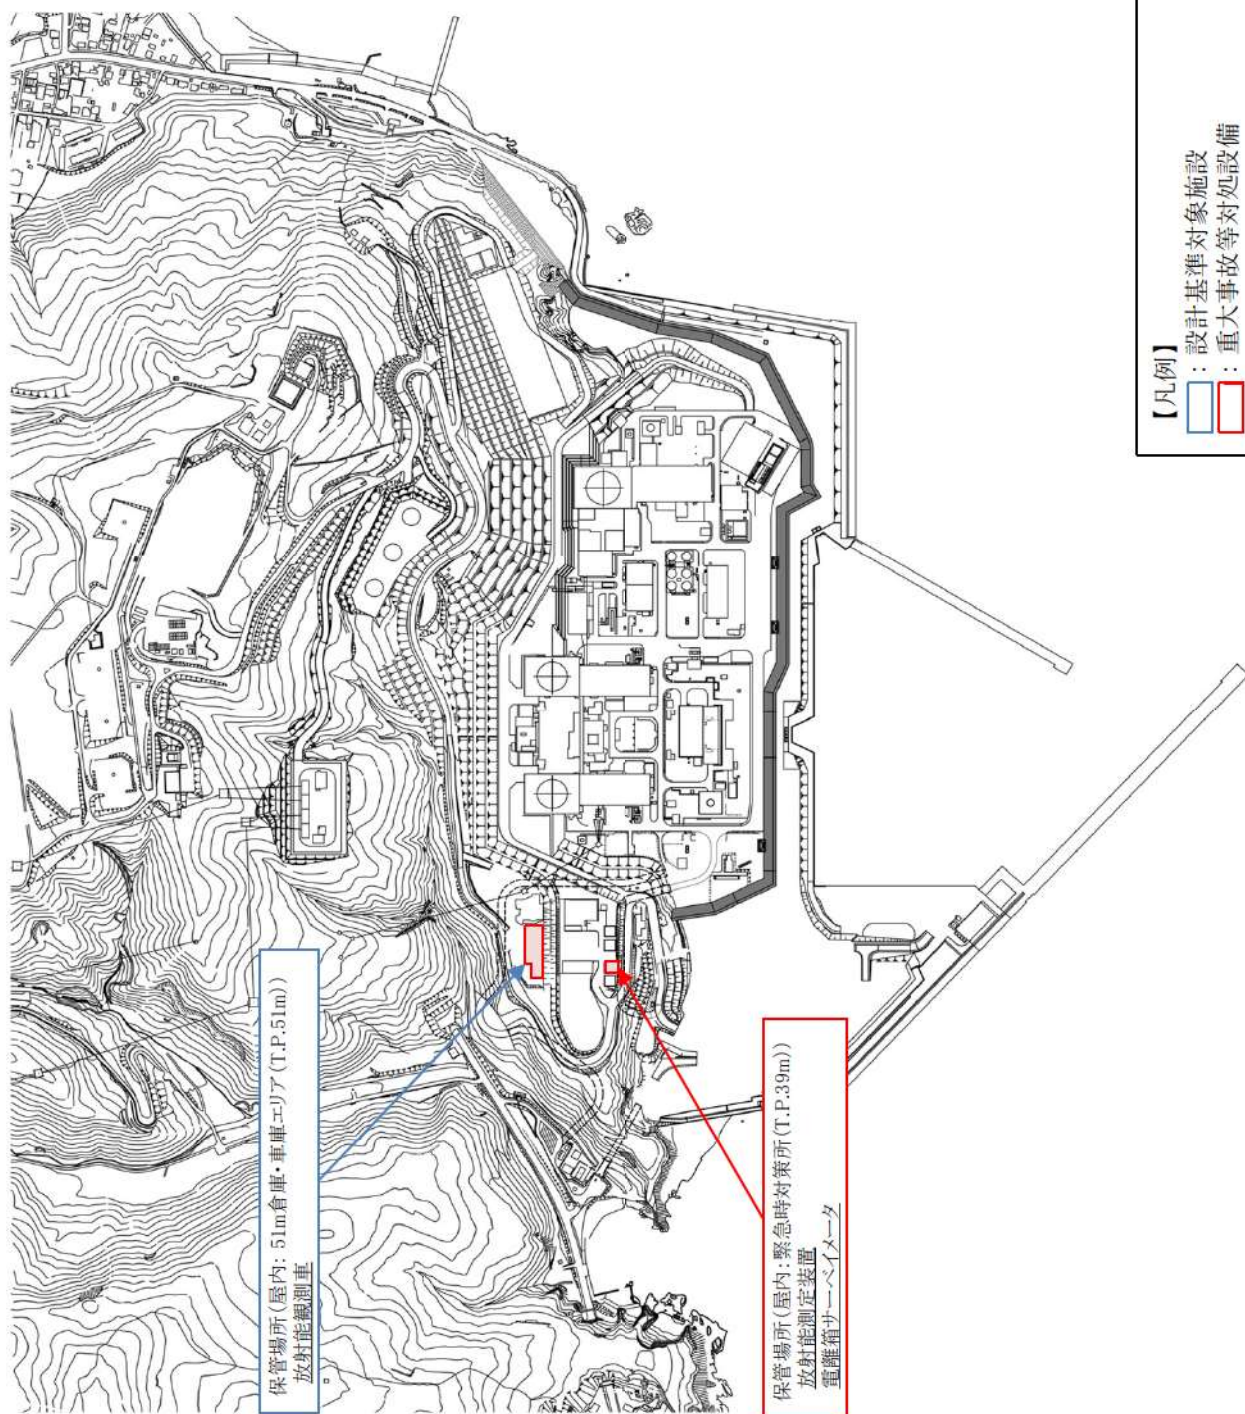 保管場所(屋内:51m倉庫・車庫エリア(T.P.51m))
放射能観測車
保管場所(屋内:緊急時対策所(T.P.39m))
放射能測定装置
電離箱サーベイメータ
【凡例】
:設計基準対象施設
:重大事故等対処設備